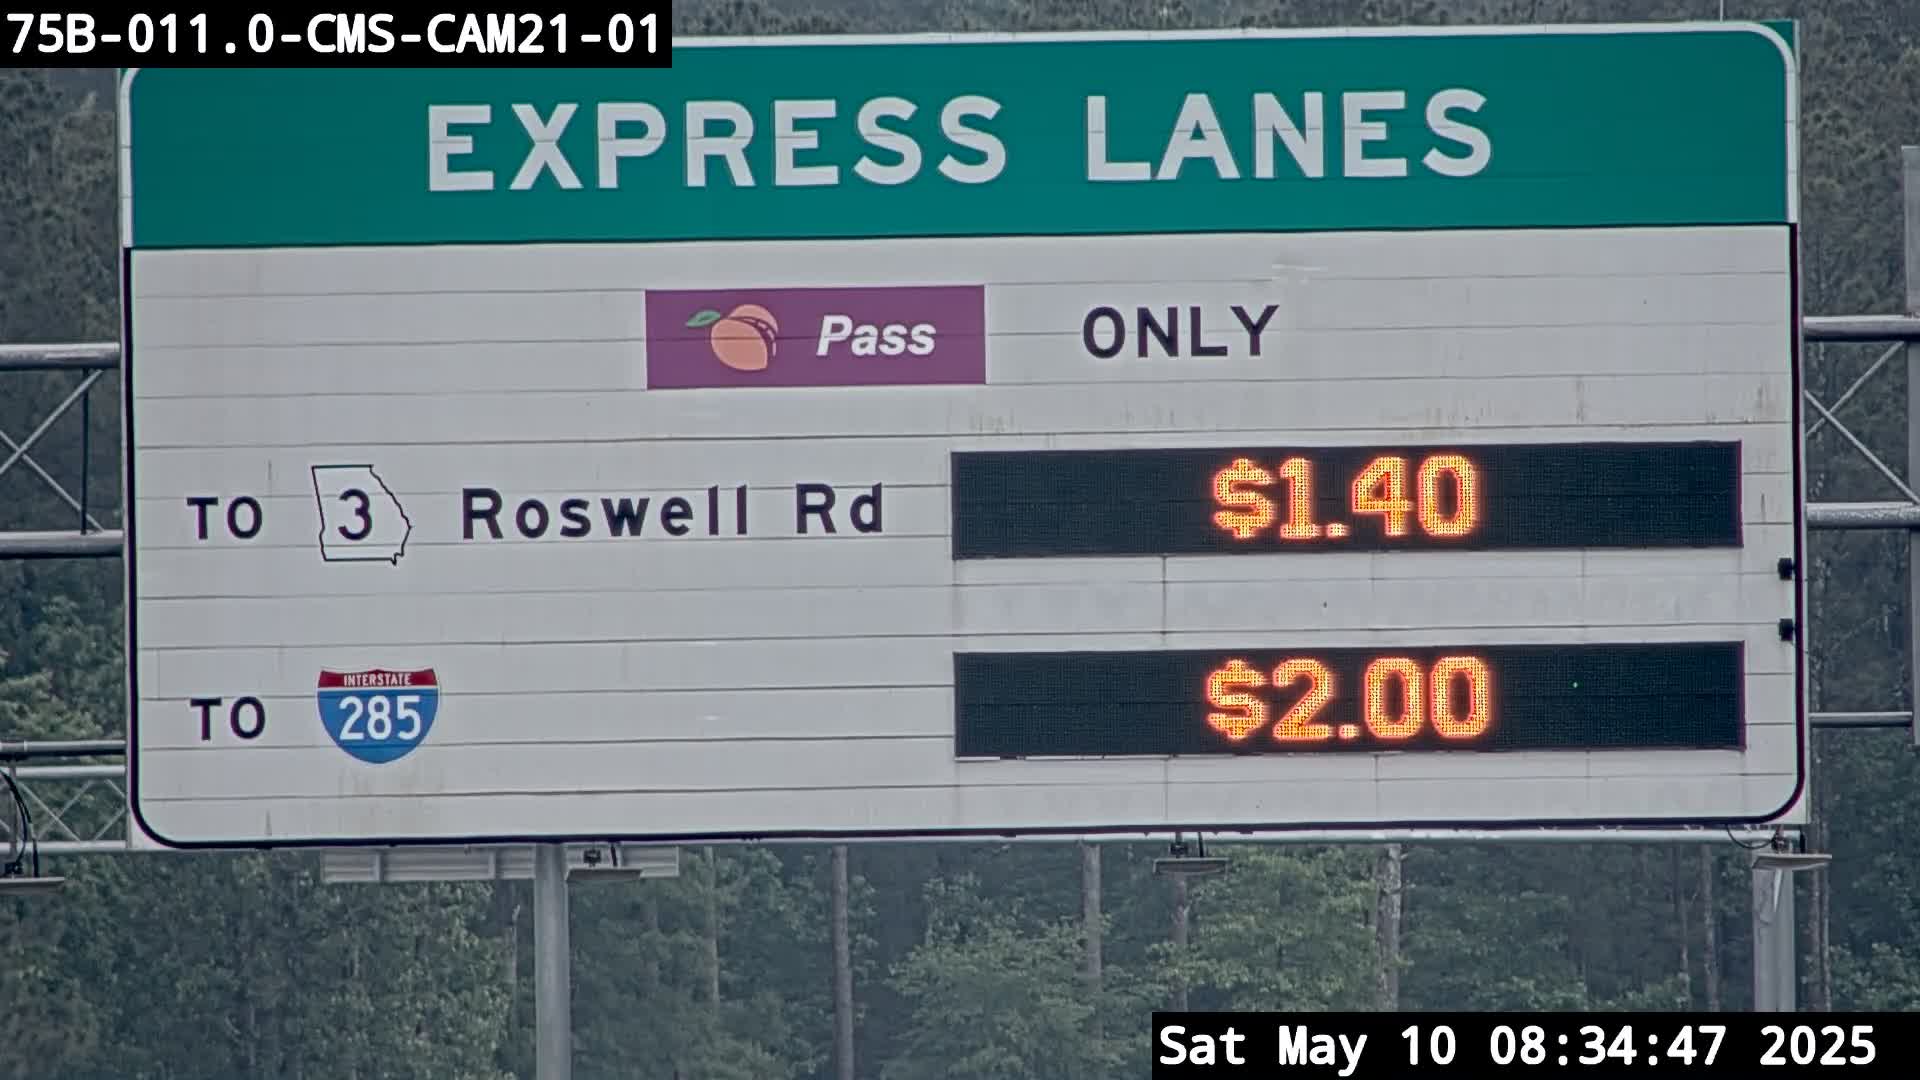 75B-011.0-CMS-CAM21-01
EXPRESS LANES
Pass ONLY
TO 3 Roswell Rd $1.40
TO INTERSTATE 285 $2.00
Sat May 10 08:34:47 2025